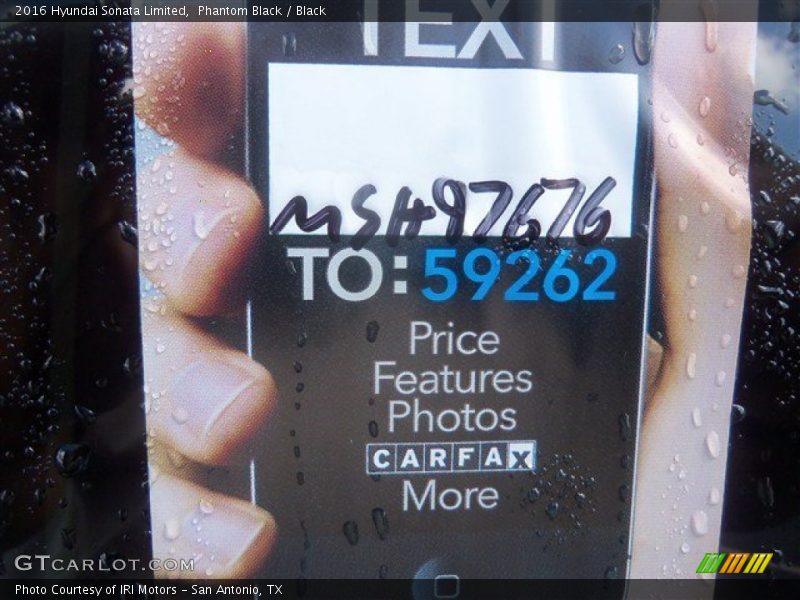 2016 Hyundai Sonata Limited, Phantom Black / Black
TEXT
MSH97676
TO: 59262
Price
Features
Photos
CARFAX
More
GTCARLOT.COM
Photo Courtesy of IRI Motors - San Antonio, TX